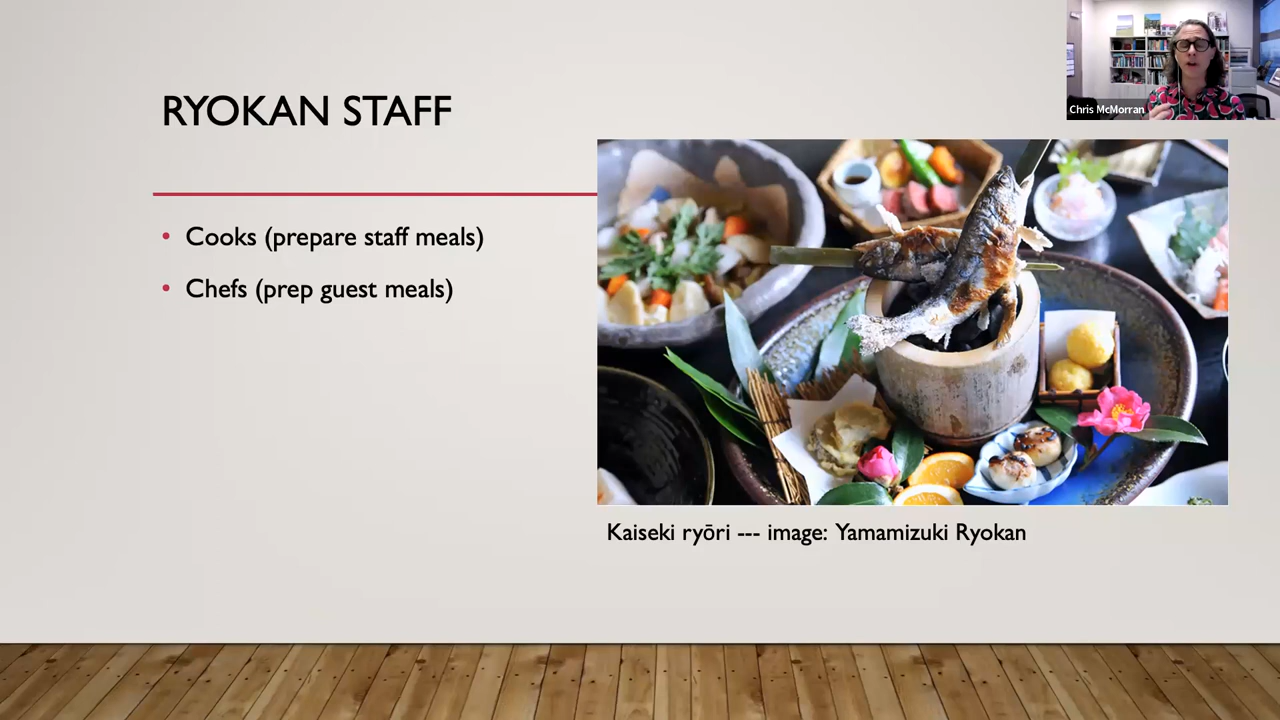 Chris McMorran
RYOKAN STAFF
• Cooks (prepare staff meals)
• Chefs (prep guest meals)
Kaiseki ryōri --- image: Yamamizuki Ryokan